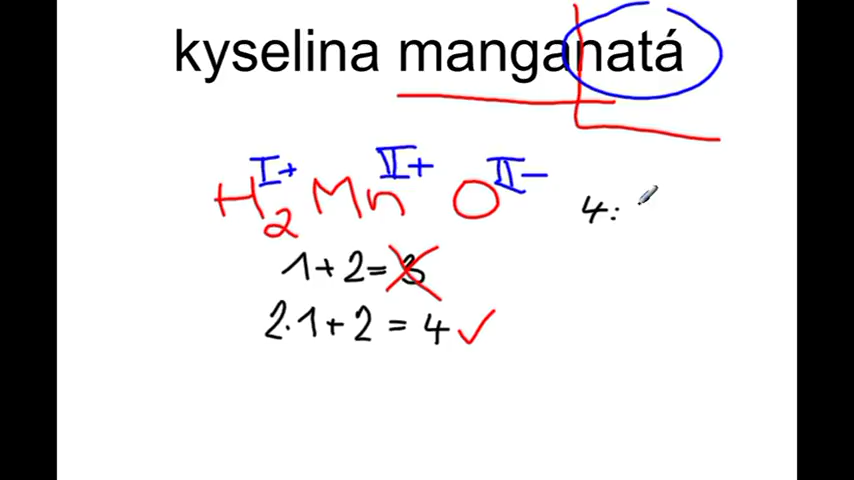 kyselina manganatá
H₂ᴵ⁺ Mnᴵᴵ⁺ Oᴵᴵ⁻ 4:
1+2=3
2·1+2=4✓